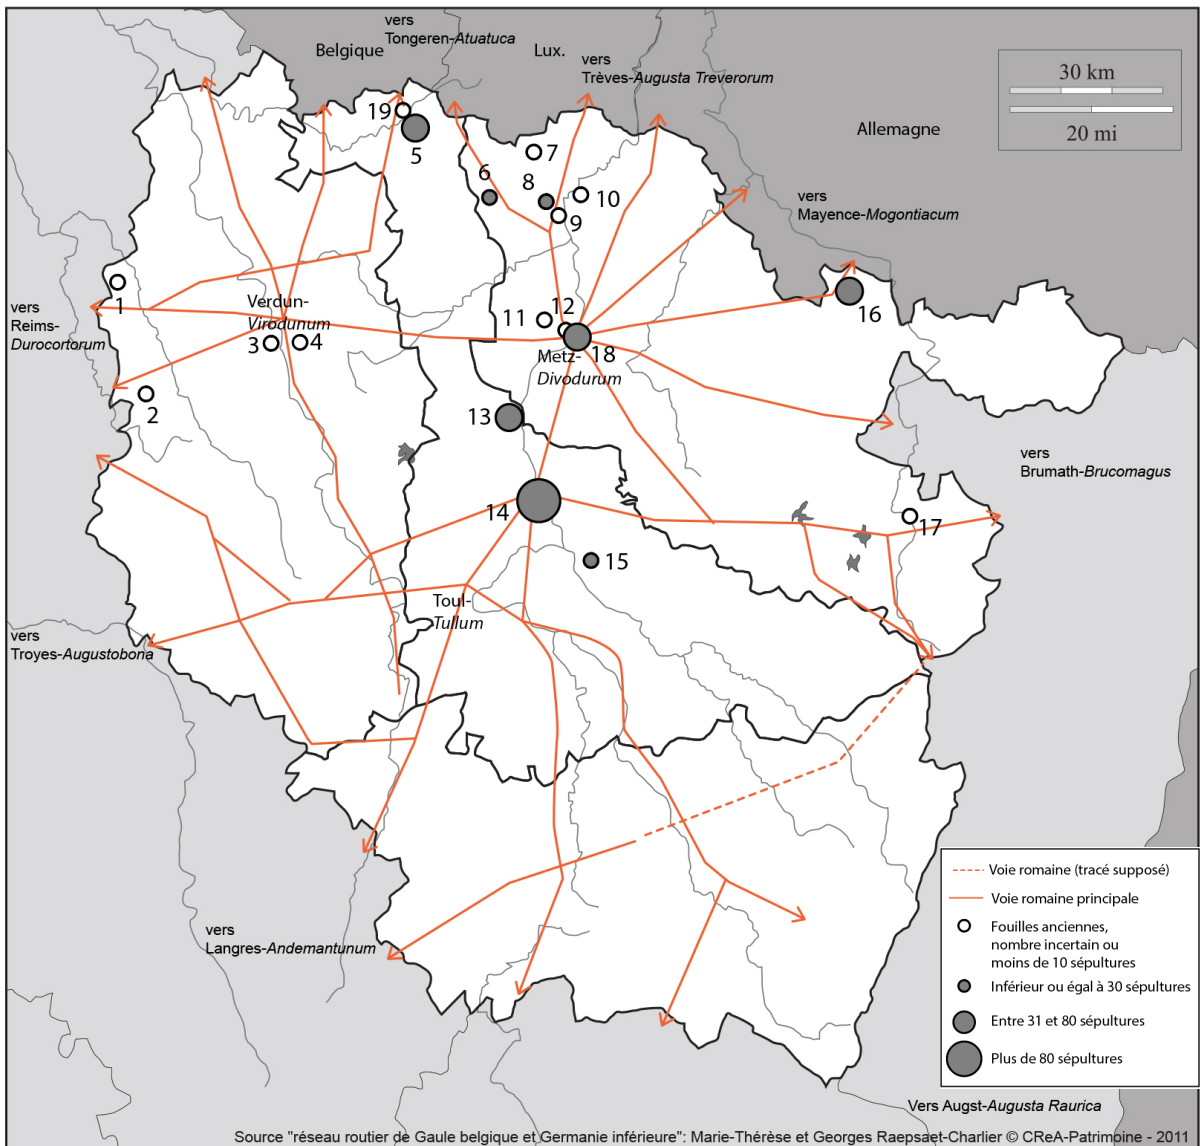 vers
Tongeren-Atuatuca
Belgique
Lux.
vers
Trèves-Augusta Treverorum
30 km
20 mi
Allemagne
19
5
7
6
8
10
9
vers
Mayence-Mogontiacum
1
vers
Reims-
Durocortorum
Verdun-
Virodunum
3
4
11
12
18
Metz-
Divodurum
16
2
13
vers
Brumath-Brucomagus
14
17
15
Toul-
Tullum
vers
Troyes-Augustobona
vers
Langres-Andemantunum
Voie romaine (tracé supposé)
Voie romaine principale
Fouilles anciennes,
nombre incertain ou
moins de 10 sépultures
Inférieur ou égal à 30 sépultures
Entre 31 et 80 sépultures
Plus de 80 sépultures
Vers Augst-Augusta Raurica
Source "réseau routier de Gaule belgique et Germanie inférieure": Marie-Thérèse et Georges Raepsaet-Charlier © CReA-Patrimoine - 2011